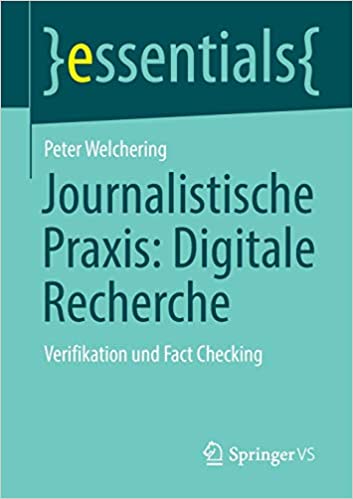 }essentials{
Peter Welchering
Journalistische
Praxis: Digitale
Recherche
Verifikation und Fact Checking
Springer VS